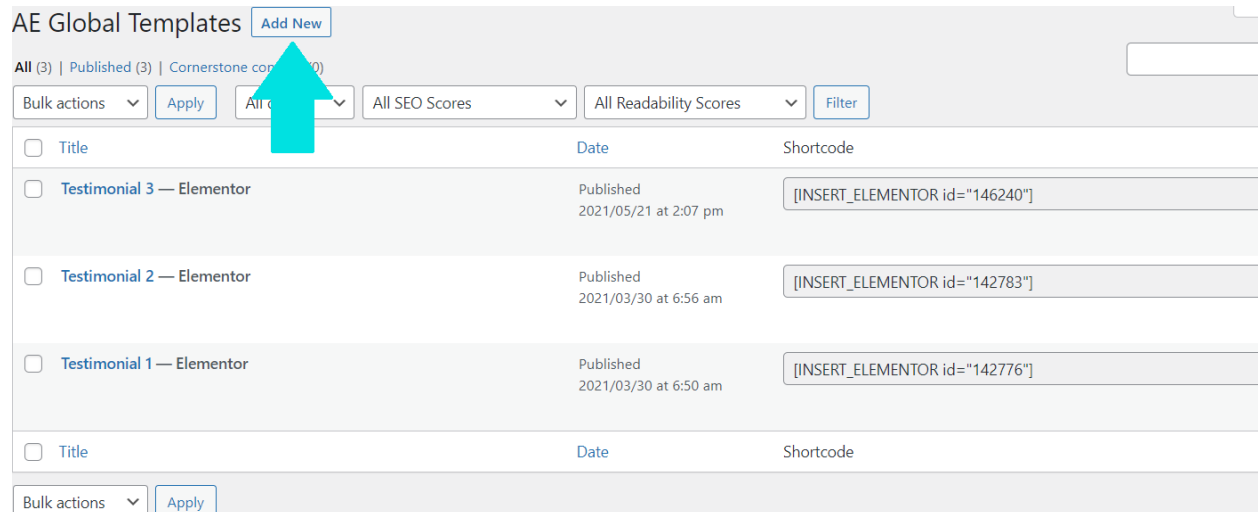 AE Global Templates Add New
All (3) | Published (3) | Cornerstone (0)
Bulk actions Apply All SEO Scores All Readability Scores Filter
Title Date Shortcode
Testimonial 3 — Elementor Published [INSERT_ELEMENTOR id="146240"]
2021/05/21 at 2:07 pm
Testimonial 2 — Elementor Published [INSERT_ELEMENTOR id="142783"]
2021/03/30 at 6:56 am
Testimonial 1 — Elementor Published [INSERT_ELEMENTOR id="142776"]
2021/03/30 at 6:50 am
Title Date Shortcode
Bulk actions Apply